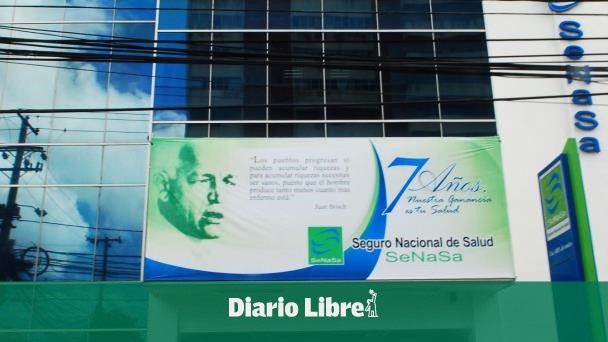 SeNaSa
"Los pueblos progresan si
pueden acumular riquezas y
para acumular riquezas necesitan
ser sanos, puesto que el hombre
produce tanto menos cuanto mas
enfermo está."
Juan Bosch
7 Años,
Nuestra Ganancia
es tu Salud
SeNaSa
Seguro Nacional de Salud
SeNaSa
SeNaSa
Diario Libre